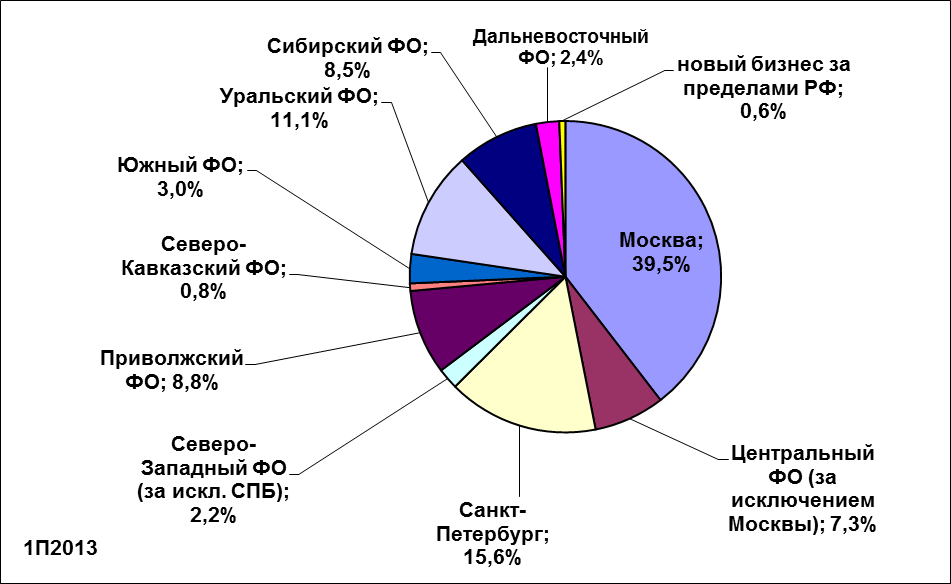 Сибирский ФО;
8,5%
Дальневосточный
ФО; 2,4%
новый бизнес за
пределами РФ;
0,6%
Уральский ФО;
11,1%
Южный ФО;
3,0%
Москва;
39,5%
Северо-
Кавказский ФО;
0,8%
Приволжский
ФО; 8,8%
Северо-
Западный ФО
(за искл. СПБ);
2,2%
Санкт-
Петербург;
15,6%
Центральный
ФО (за
исключением
Москвы); 7,3%
1П2013